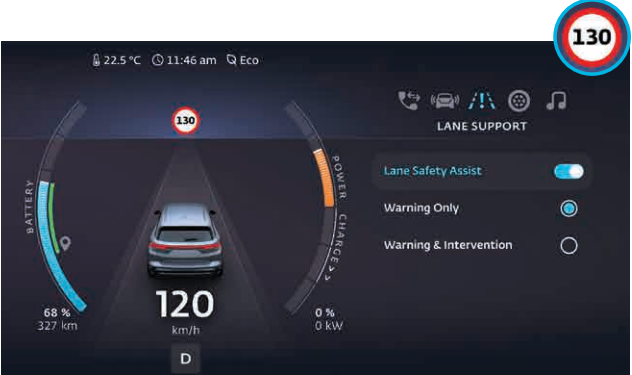 130
22.5 °C 11:46 am Eco
130
LANE SUPPORT
BATTERY
POWER
CHARGE
Lane Safety Assist
Warning Only
Warning & Intervention
120
km/h
68 %
327 km
0 %
0 kW
D